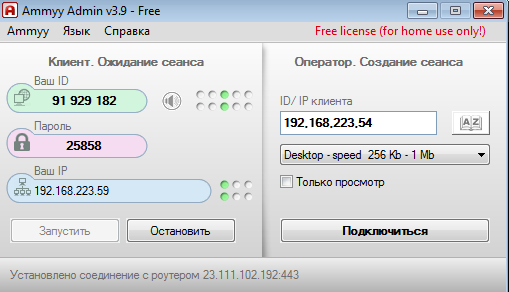 Ammyy Admin v3.9 - Free
Ammyy Язык Справка Free license (for home use only!)
Клиент. Ожидание сеанса
Ваш ID
91 929 182
Пароль
25858
Ваш IP
192.168.223.59
Запустить Остановить
Оператор. Создание сеанса
ID/ IP клиента
192.168.223.54
AZ
Desktop - speed 256 Kb - 1 Mb
Только просмотр
Подключиться
Установлено соединение с роутером 23.111.102.192:443